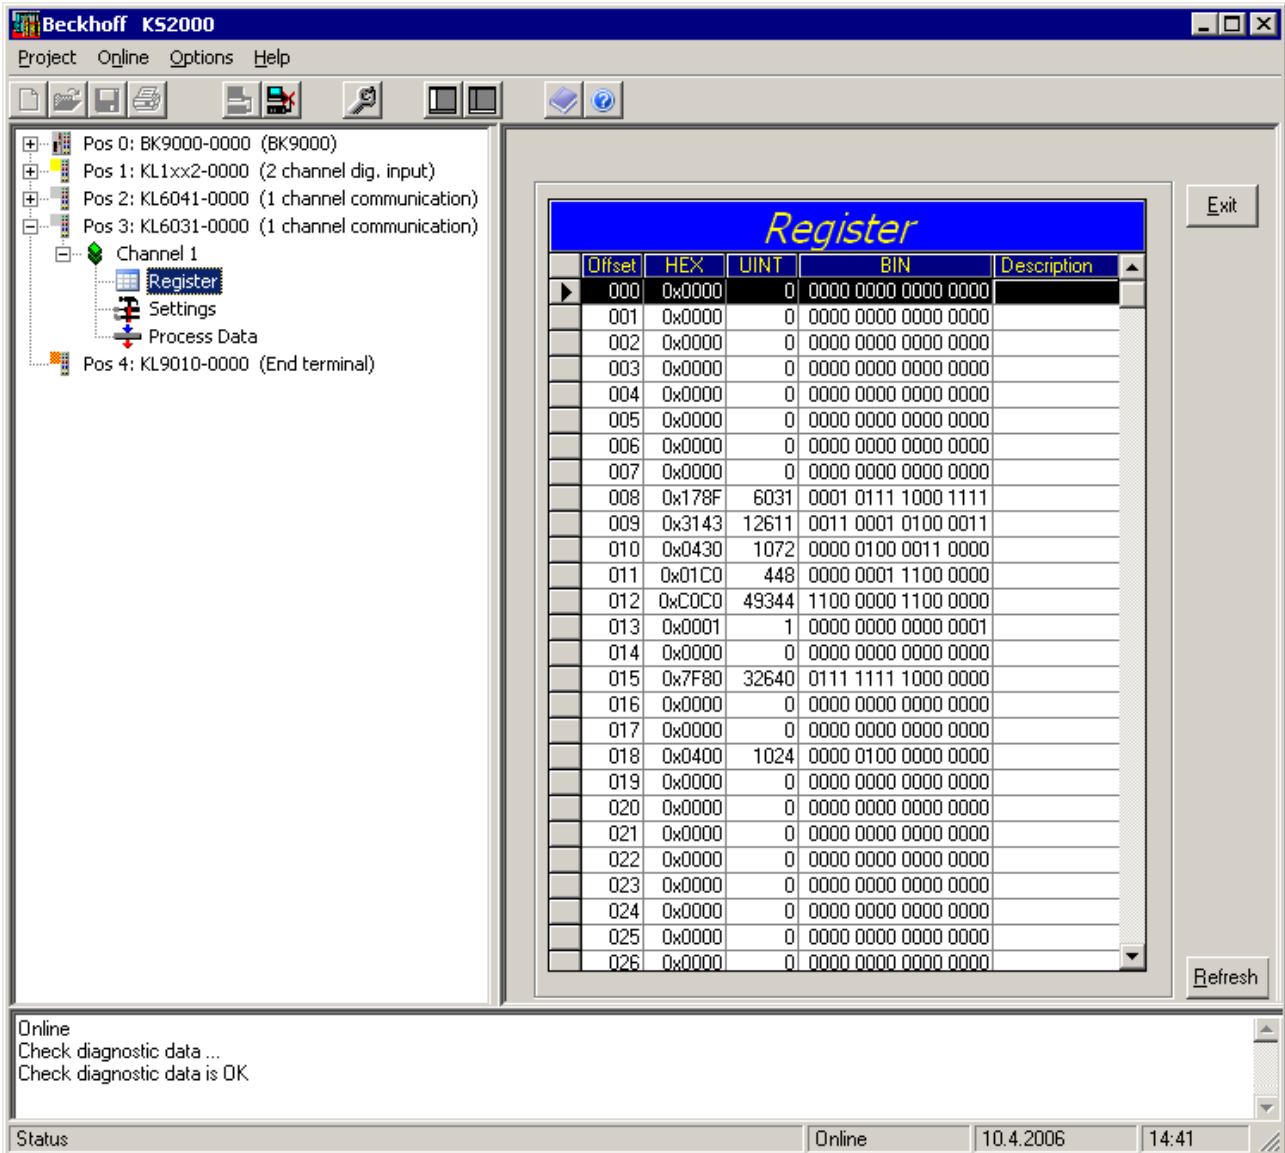 Beckhoff KS2000
Project Online Options Help
Pos 0: BK9000-0000 (BK9000)
Pos 1: KL1xx2-0000 (2 channel dig. input)
Pos 2: KL6041-0000 (1 channel communication)
Pos 3: KL6031-0000 (1 channel communication)
Channel 1
Register
Settings
Process Data
Pos 4: KL9010-0000 (End terminal)
Register
Offset HEX UINT BIN Description
000 0x0000 0 0000 0000 0000 0000
001 0x0000 0 0000 0000 0000 0000
002 0x0000 0 0000 0000 0000 0000
003 0x0000 0 0000 0000 0000 0000
004 0x0000 0 0000 0000 0000 0000
005 0x0000 0 0000 0000 0000 0000
006 0x0000 0 0000 0000 0000 0000
007 0x0000 0 0000 0000 0000 0000
008 0x178F 6031 0001 0111 1000 1111
009 0x3143 12611 0011 0001 0100 0011
010 0x0430 1072 0000 0100 0011 0000
011 0x01C0 448 0000 0001 1100 0000
012 0xC0C0 49344 1100 0000 1100 0000
013 0x0001 1 0000 0000 0000 0001
014 0x0000 0 0000 0000 0000 0000
015 0x7F80 32640 0111 1111 1000 0000
016 0x0000 0 0000 0000 0000 0000
017 0x0000 0 0000 0000 0000 0000
018 0x0400 1024 0000 0100 0000 0000
019 0x0000 0 0000 0000 0000 0000
020 0x0000 0 0000 0000 0000 0000
021 0x0000 0 0000 0000 0000 0000
022 0x0000 0 0000 0000 0000 0000
023 0x0000 0 0000 0000 0000 0000
024 0x0000 0 0000 0000 0000 0000
025 0x0000 0 0000 0000 0000 0000
026 0x0000 0 0000 0000 0000 0000
Exit
Refresh
Online
Check diagnostic data ...
Check diagnostic data is OK
Status Online 10.4.2006 14:41